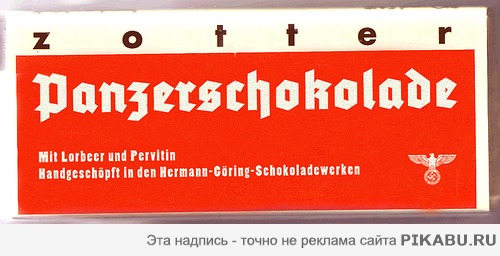 zotter
Panzerschokolade
Mit Lorbeer und Pervitin
Handgeschöpft in den Hermann-Göring-Schokoladewerken
Эта надпись - точно не реклама сайта PIKABU.RU